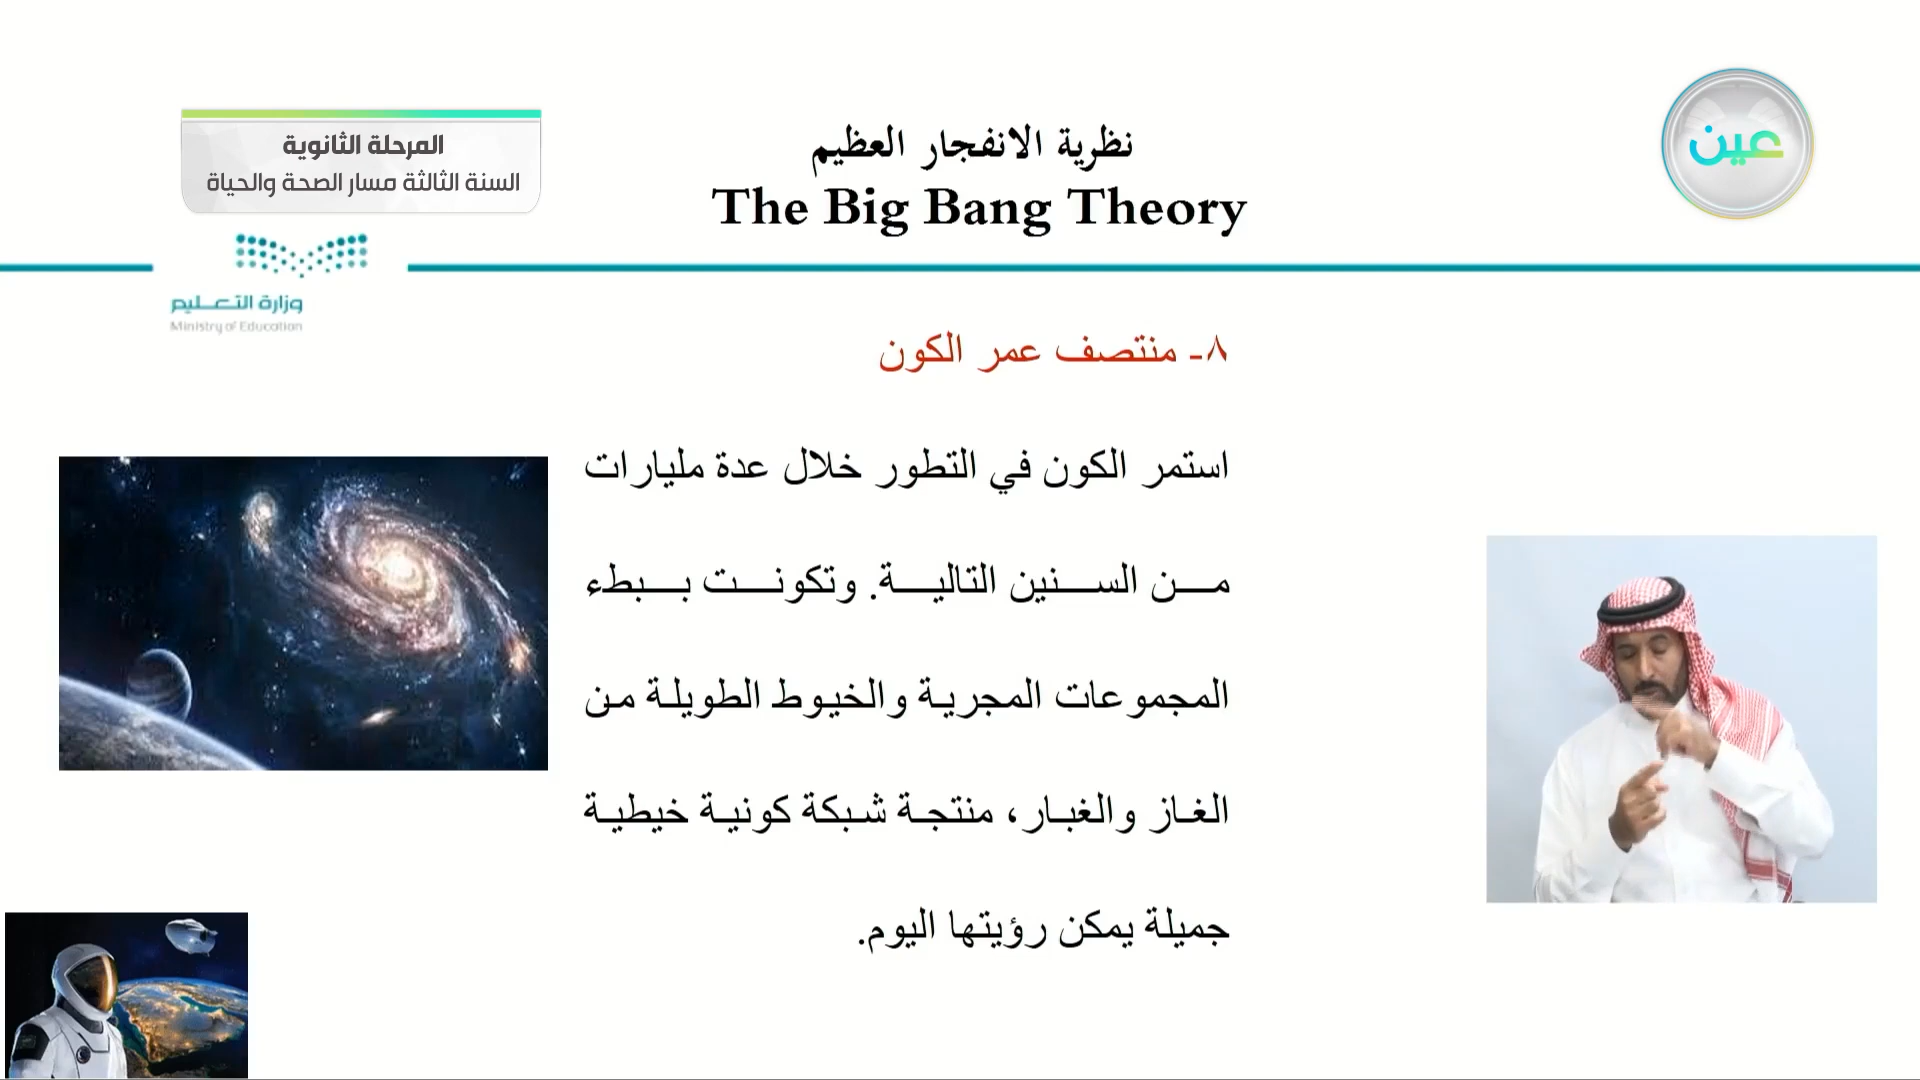 المرحلة الثانوية
السنة الثالثة مسار الصحة والحياة
نظرية الانفجار العظيم
The Big Bang Theory
عين
وزارة التعليم
Ministry of Education
٨- منتصف عمر الكون
استمر الكون في التطور خلال عدة مليارات
من السنين التالية. وتكونت ببطء
المجموعات المجرية والخيوط الطويلة من
الغاز والغبار، منتجة شبكة كونية خيطية
جميلة يمكن رؤيتها اليوم.